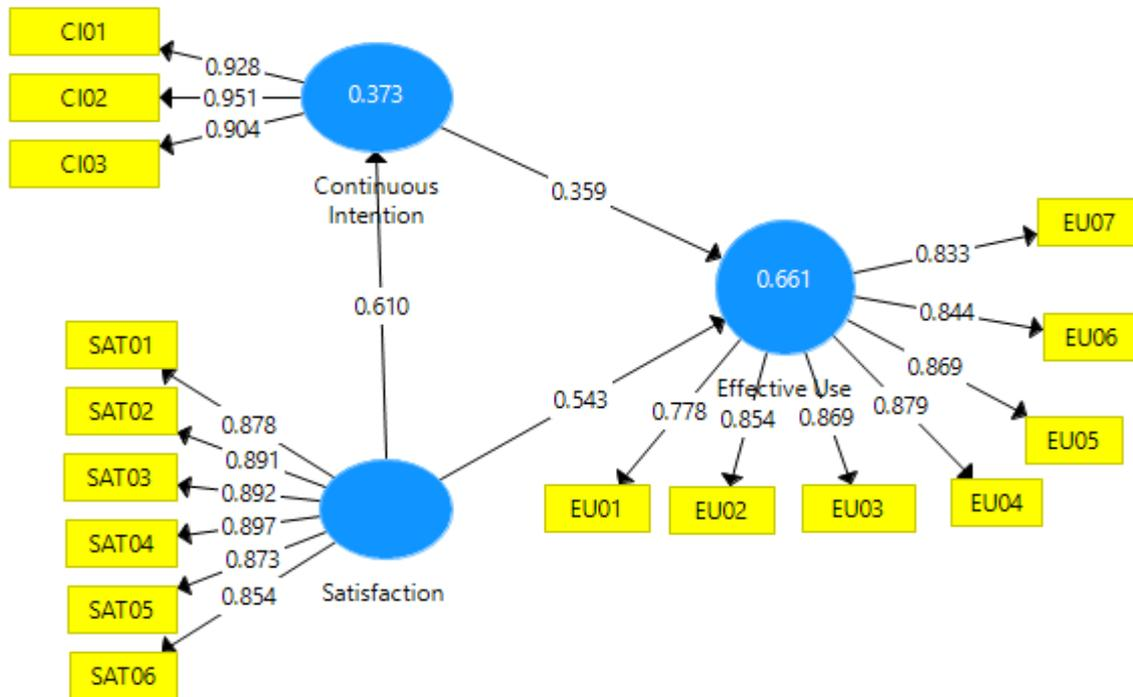 CI01
0.928
CI02
0.951
CI03
0.904
0.373
Continuous
Intention
0.359
0.610
0.661
Effective Use
EU07
0.833
EU06
0.844
EU05
0.869
EU04
0.879
EU03
0.869
EU02
0.854
EU01
0.778
0.543
SAT01
0.878
SAT02
0.891
SAT03
0.892
SAT04
0.897
SAT05
0.873
SAT06
0.854
Satisfaction